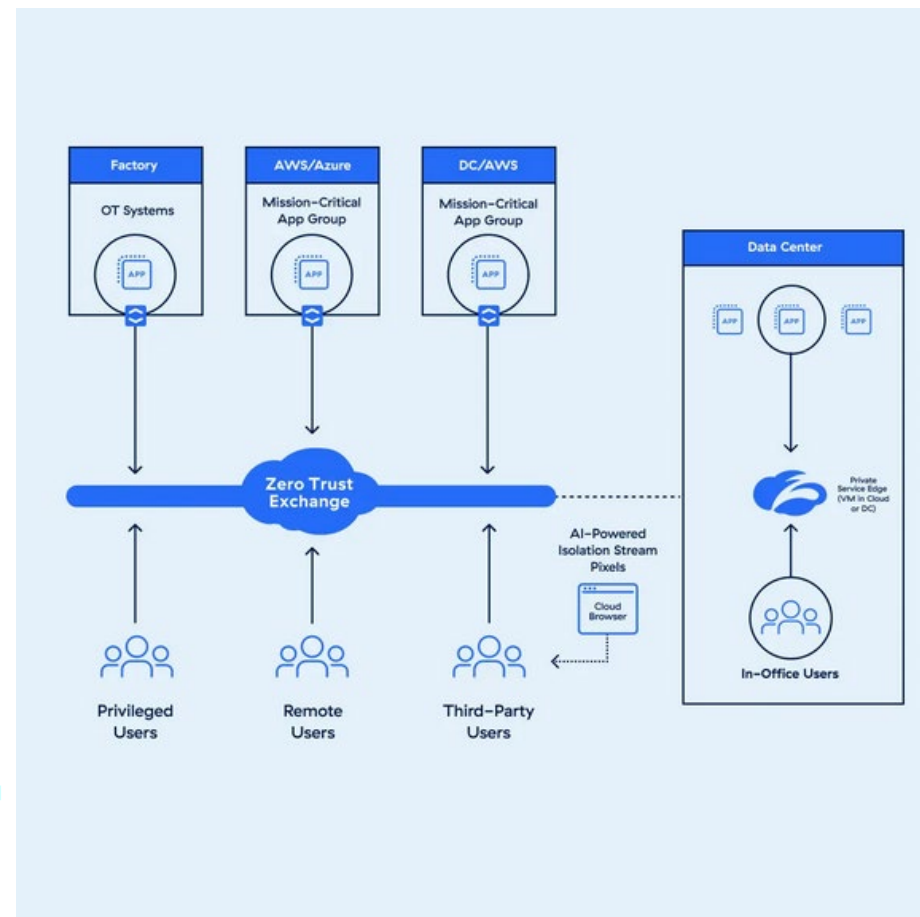 Factory
OT Systems
APP
AWS/Azure
Mission-Critical
App Group
APP
DC/AWS
Mission-Critical
App Group
APP
Data Center
APP
APP
APP
Private
Service Edge
(VM in Cloud
or DC)
In-Office Users
Zero Trust
Exchange
AI-Powered
Isolation Stream
Pixels
Cloud
Browser
Privileged
Users
Remote
Users
Third-Party
Users